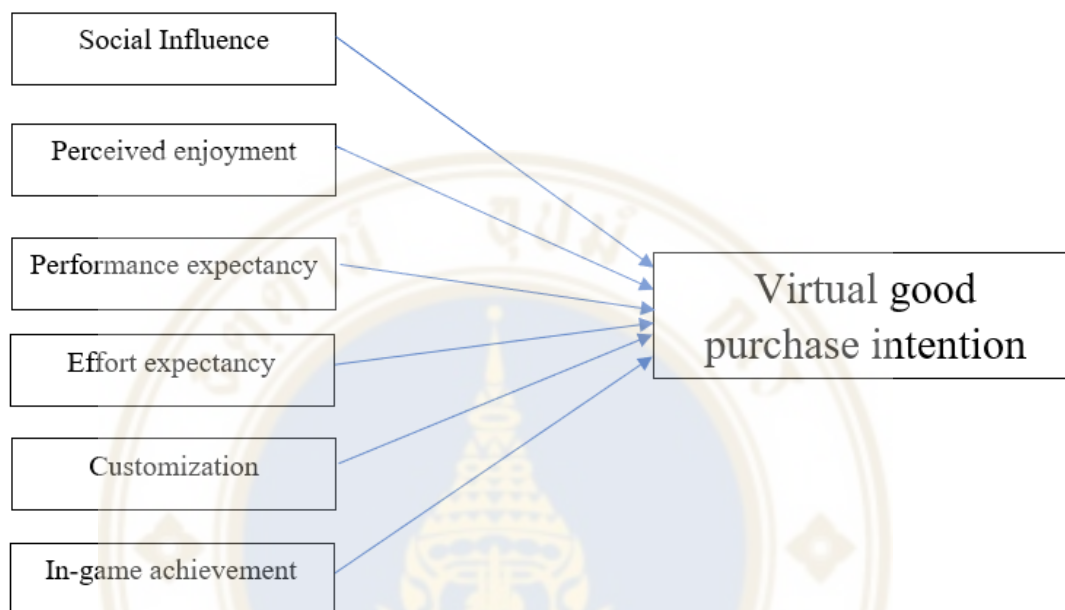 Social Influence
Perceived enjoyment
Performance expectancy
Effort expectancy
Customization
In-game achievement
Virtual good
purchase intention